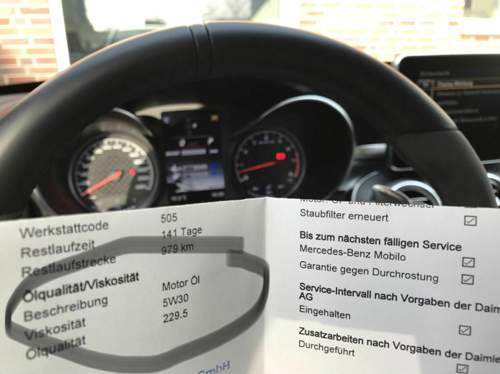 Werkstattcode 505
Restlaufzeit 141 Tage
Restlaufstrecke 979 km
Ölqualität/Viskosität
Beschreibung Motor Öl
Viskosität 5W30
Ölqualität 229.5
GmbH
Staubfilter erneuert
Bis zum nächsten fälligen Service
Mercedes-Benz Mobilo
Garantie gegen Durchrostung
Service-Intervall nach Vorgaben der Daim
AG
Eingehalten
Zusatzarbeiten nach Vorgaben der Daimle
Durchgeführt